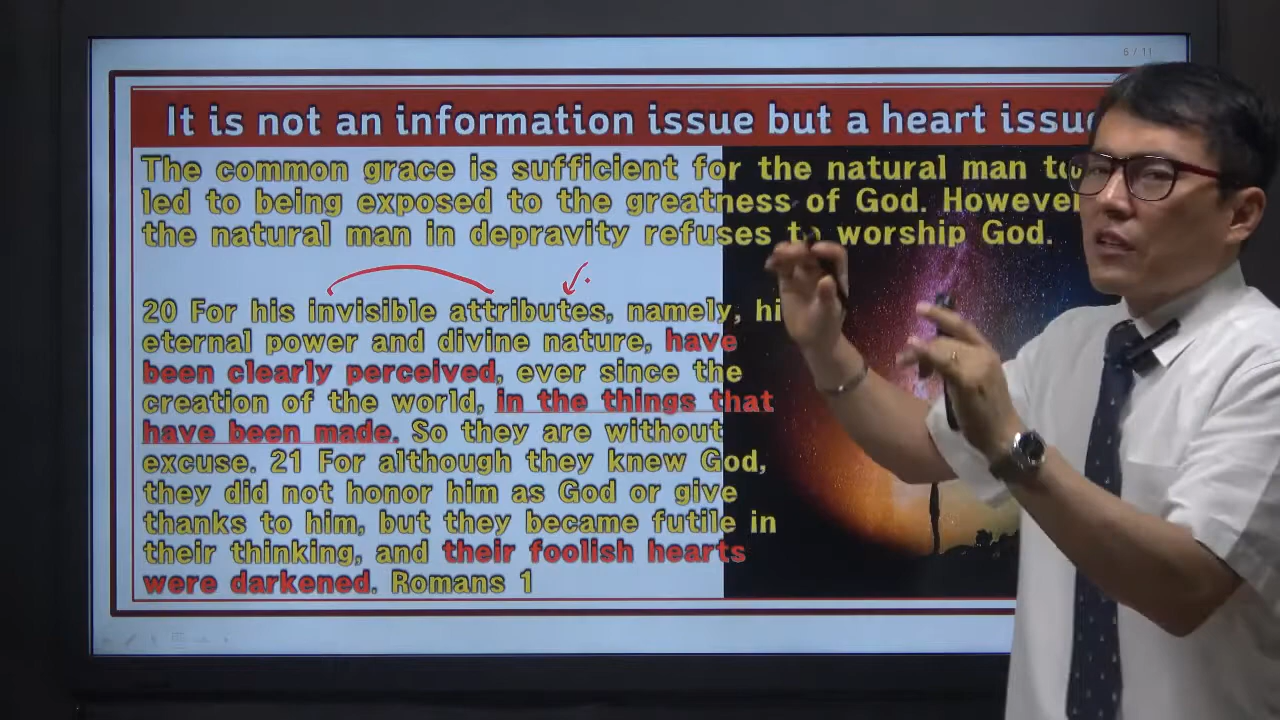 5 / 11
It is not an information issue but a heart issu
The common grace is sufficient for the natural man to
led to being exposed to the greatness of God. However
the natural man in depravity refuses to worship God.
20 For his invisible attributes, namely, hi
eternal power and divine nature, have
been clearly perceived, ever since the
creation of the world, in the things that
have been made. So they are without
excuse. 21 For although they knew God,
they did not honor him as God or give
thanks to him, but they became futile in
their thinking, and their foolish hearts
were darkened. Romans 1